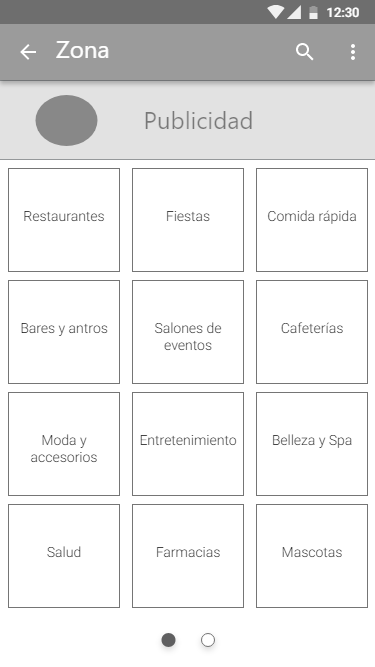 12:30
Zona
Publicidad
Restaurantes
Fiestas
Comida rápida
Bares y antros
Salones de
eventos
Cafeterías
Moda y
accesorios
Entretenimiento
Belleza y Spa
Salud
Farmacias
Mascotas